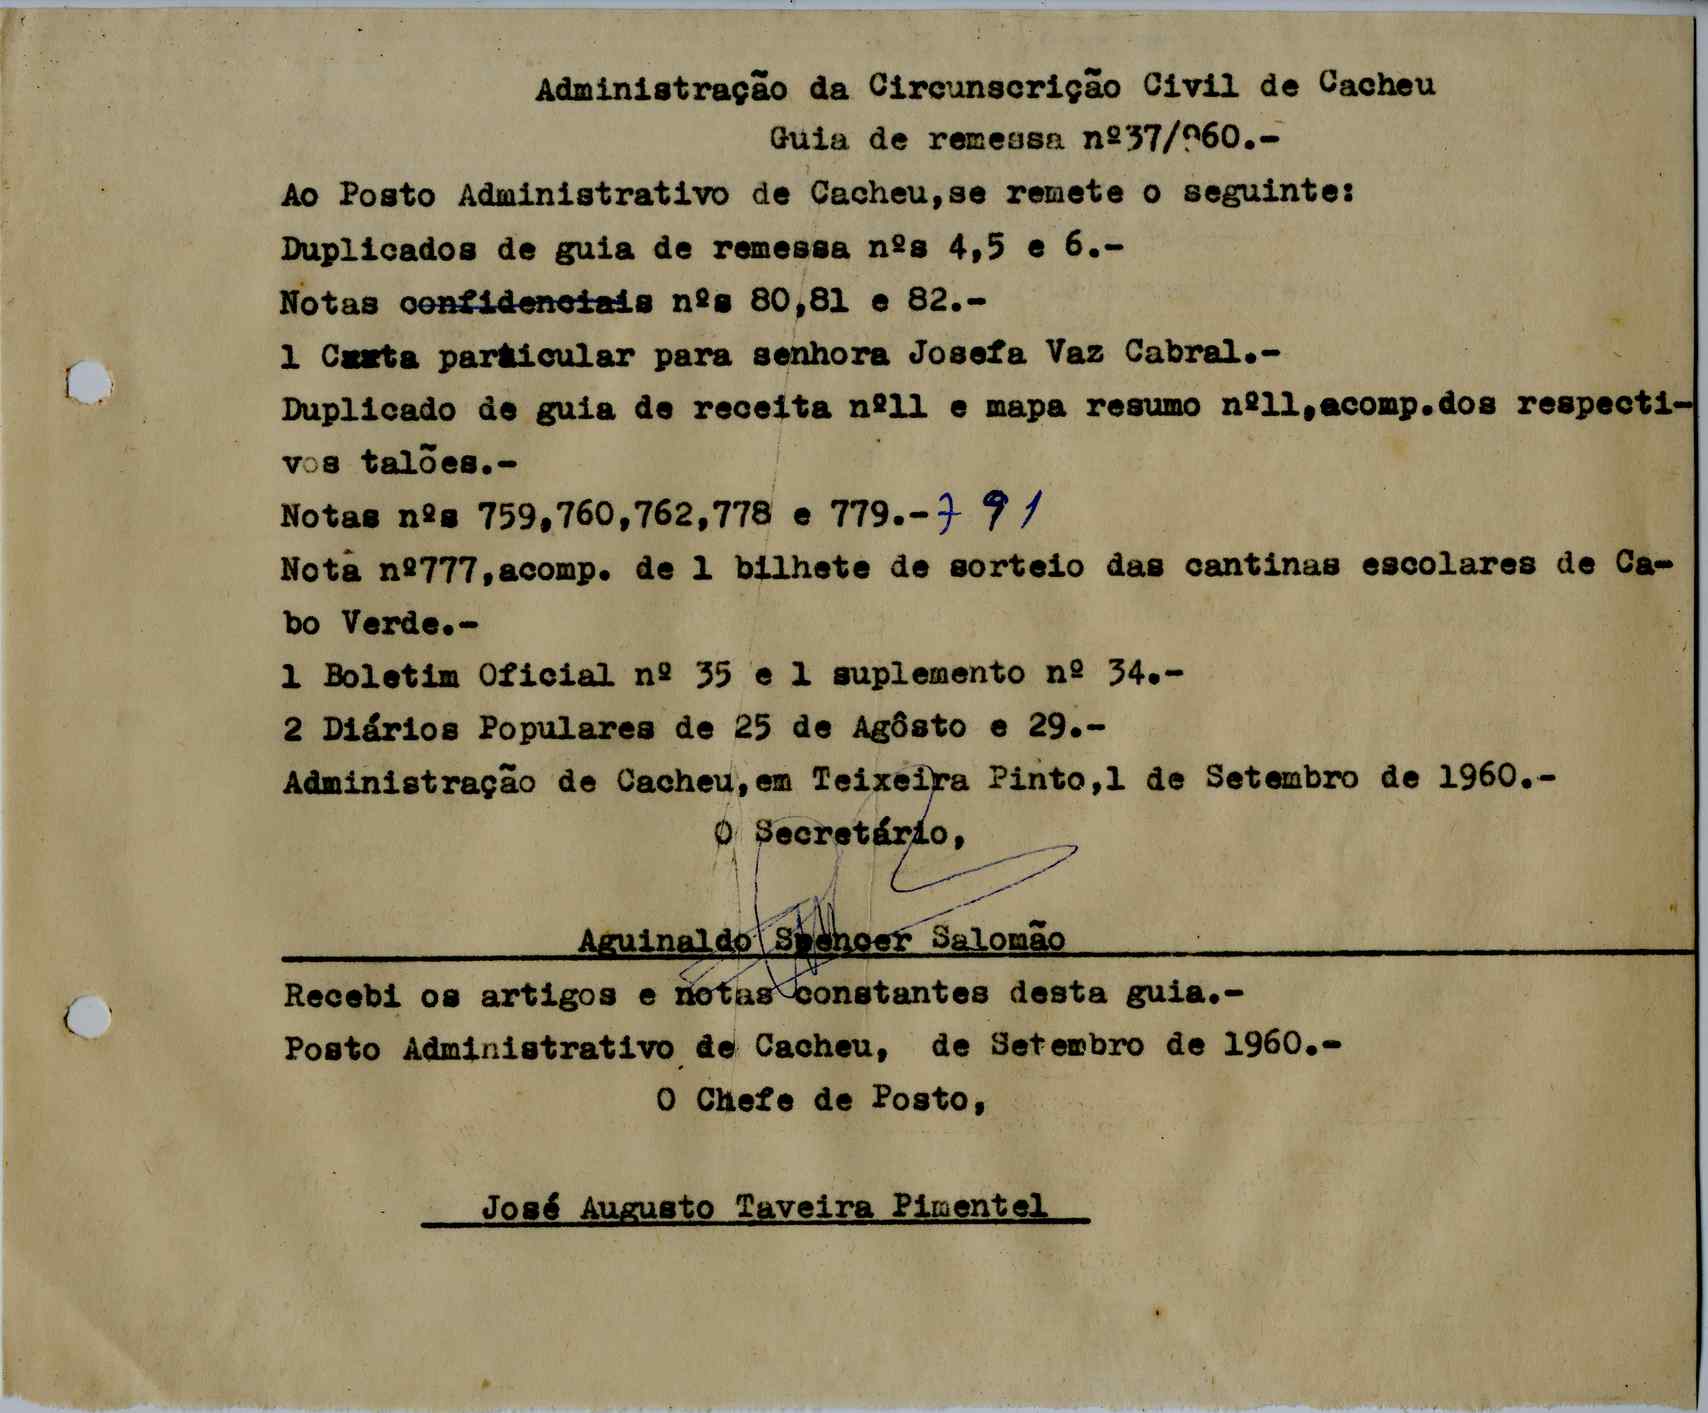 Administração da Circunscrição Civil de Cacheu
Guia de remessa nº37/960.-
Ao Posto Administrativo de Cacheu,se remete o seguinte:
Duplicados de guia de remessa nºs 4,5 e 6.-
Notas confidenciais nºs 80,81 e 82.-
1 Carta particular para senhora Josefa Vaz Cabral.-
Duplicado de guia de receita nº11 e mapa resumo nº11,acomp.dos respecti-
vos talões.-
Notas nºs 759,760,762,778 e 779.- 791
Nota nº777,acomp. de 1 bilhete de sorteio das cantinas escolares de Ca-
bo Verde.-
1 Boletim Oficial nº 35 e 1 suplemento nº 34.-
2 Diários Populares de 25 de Agôsto e 29.-
Administração de Cacheu,em Teixeira Pinto,1 de Setembro de 1960.-
O Secretário,
Aguinaldo Spencer Salomão
Recebi os artigos e notas constantes desta guia.-
Posto Administrativo de Cacheu, de Setembro de 1960.-
O Chefe de Posto,
José Augusto Taveira Pimentel